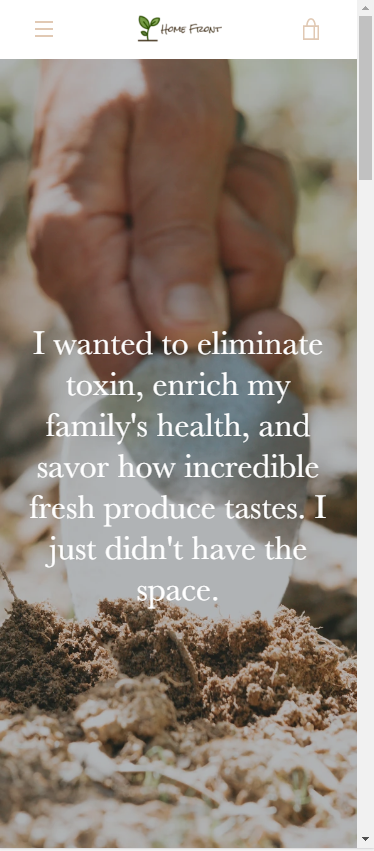 Home Front
I wanted to eliminate
toxin, enrich my
family's health, and
savor how incredible
fresh produce tastes. I
just didn't have the
space.